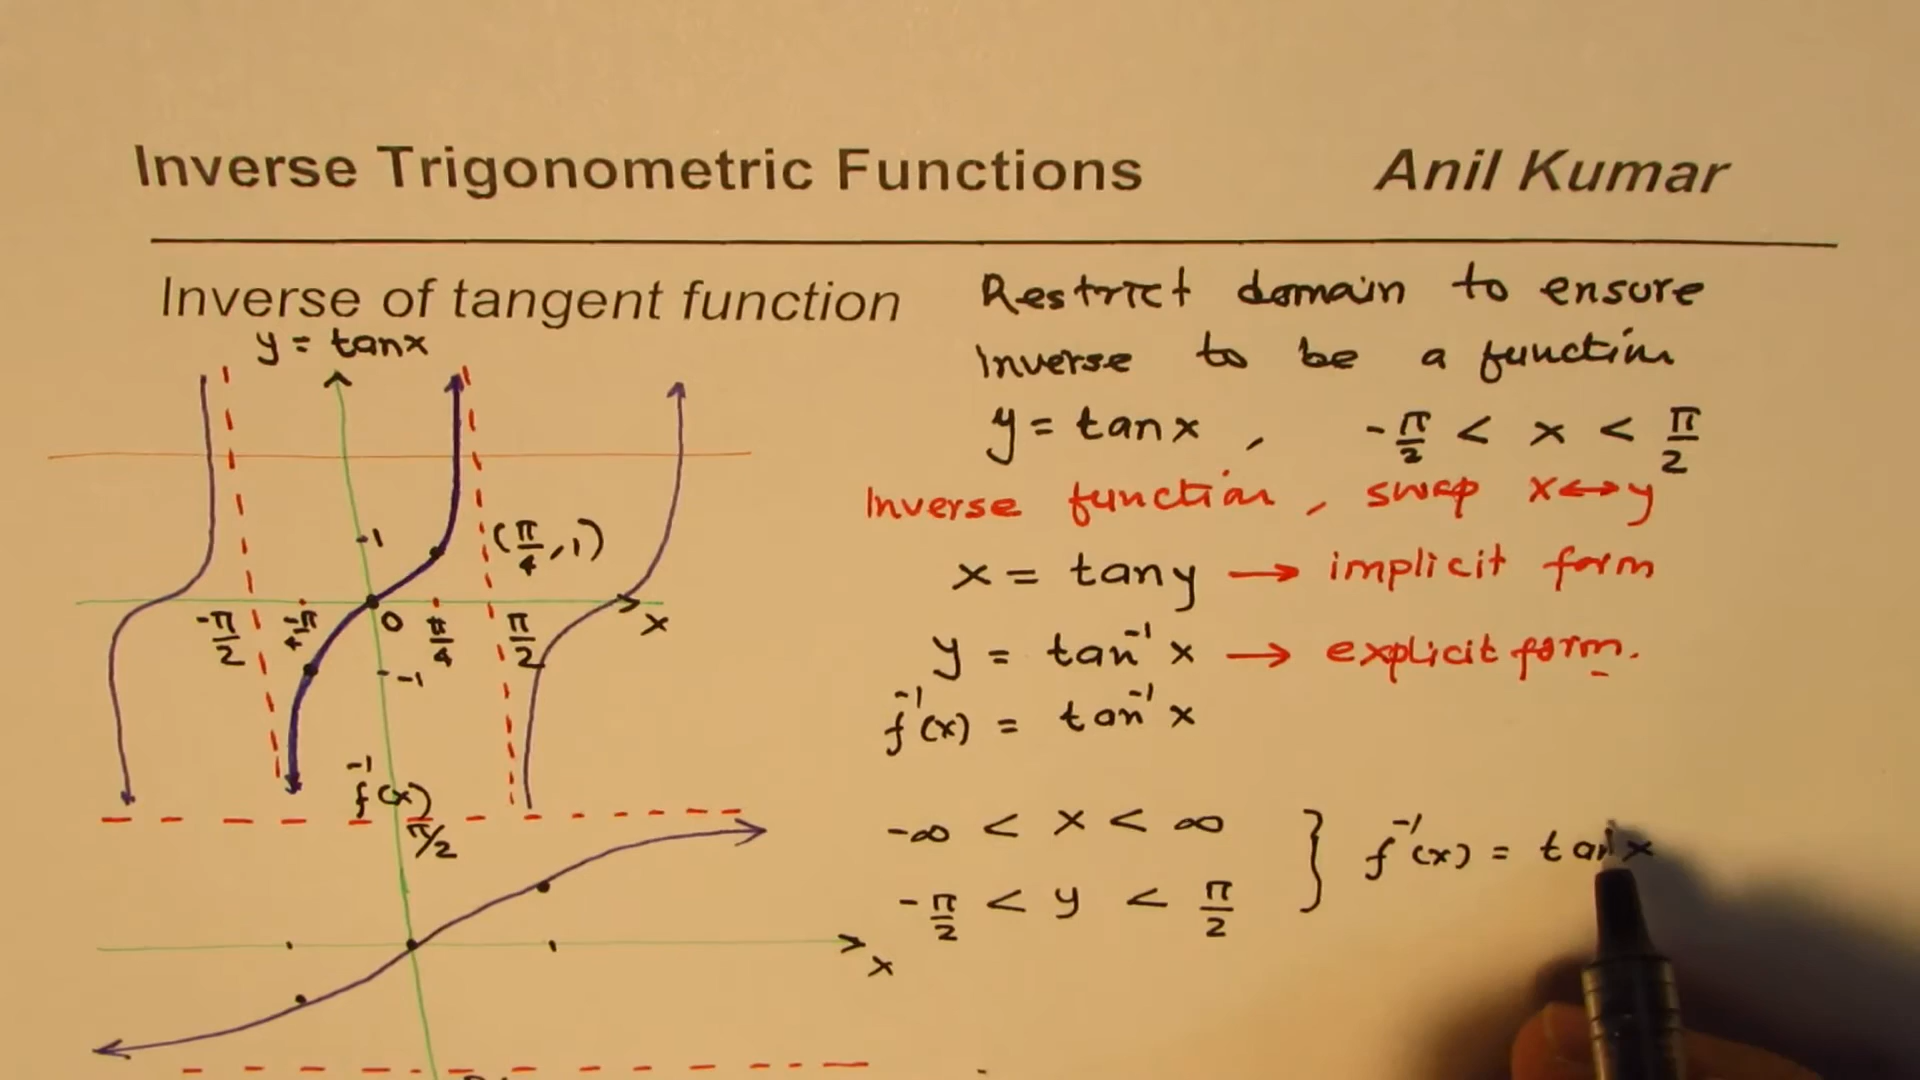 Inverse Trigonometric Functions
Anil Kumar
Inverse of tangent function
y = tanx
1
(π/4, 1)
-π/2
-π/4
0
π/4
π/2
x
-1
f⁻¹(x)
π/2
x
Restrict domain to ensure
Inverse to be a function
y = tanx , -π/2 < x < π/2
Inverse function, swap x↔y
x = tany → implicit form
y = tan⁻¹ x → explicit form.
f⁻¹(x) = tan⁻¹ x
-∞ < x < ∞
-π/2 < y < π/2
} f⁻¹(x) = tan⁻¹x